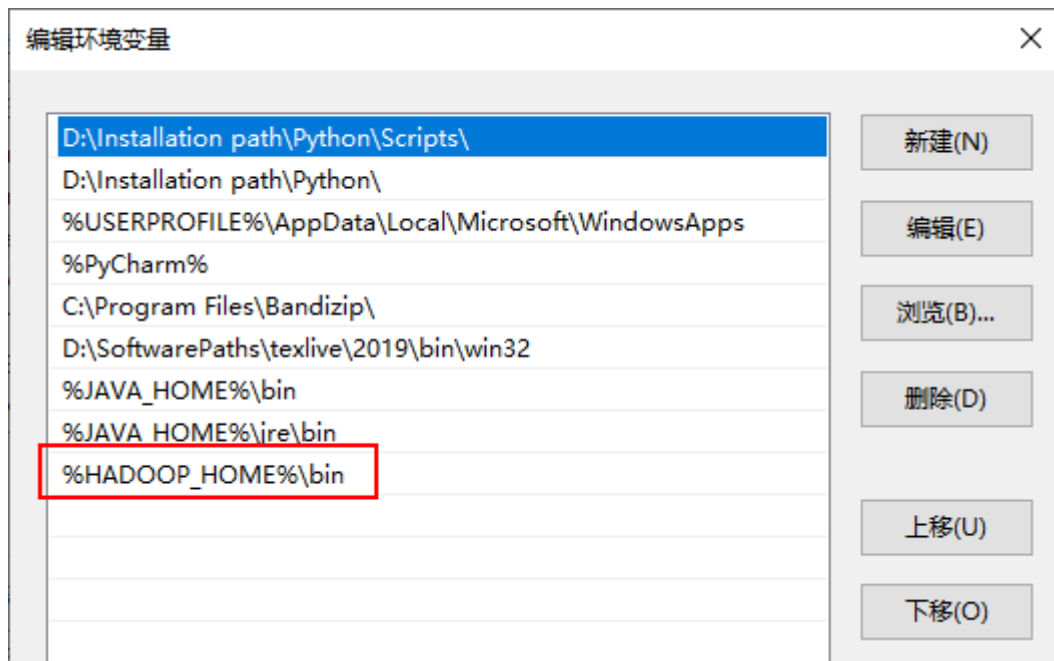 编辑环境变量
D:\Installation path\Python\Scripts\
新建(N)
D:\Installation path\Python\
%USERPROFILE%\AppData\Local\Microsoft\WindowsApps
编辑(E)
%PyCharm%
C:\Program Files\Bandizip\
浏览(B)...
D:\SoftwarePaths\texlive\2019\bin\win32
%JAVA_HOME%\bin
删除(D)
%JAVA_HOME%\jre\bin
%HADOOP_HOME%\bin
上移(U)
下移(O)